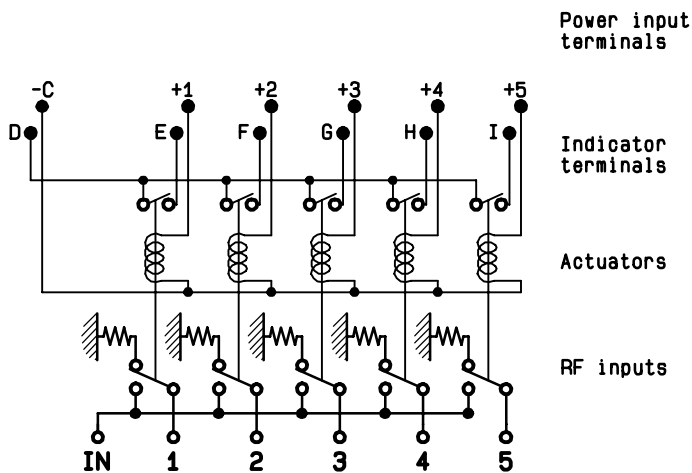 Power input
terminals
-C +1 +2 +3 +4 +5
D E F G H I
Indicator
terminals
Actuators
RF inputs
IN 1 2 3 4 5